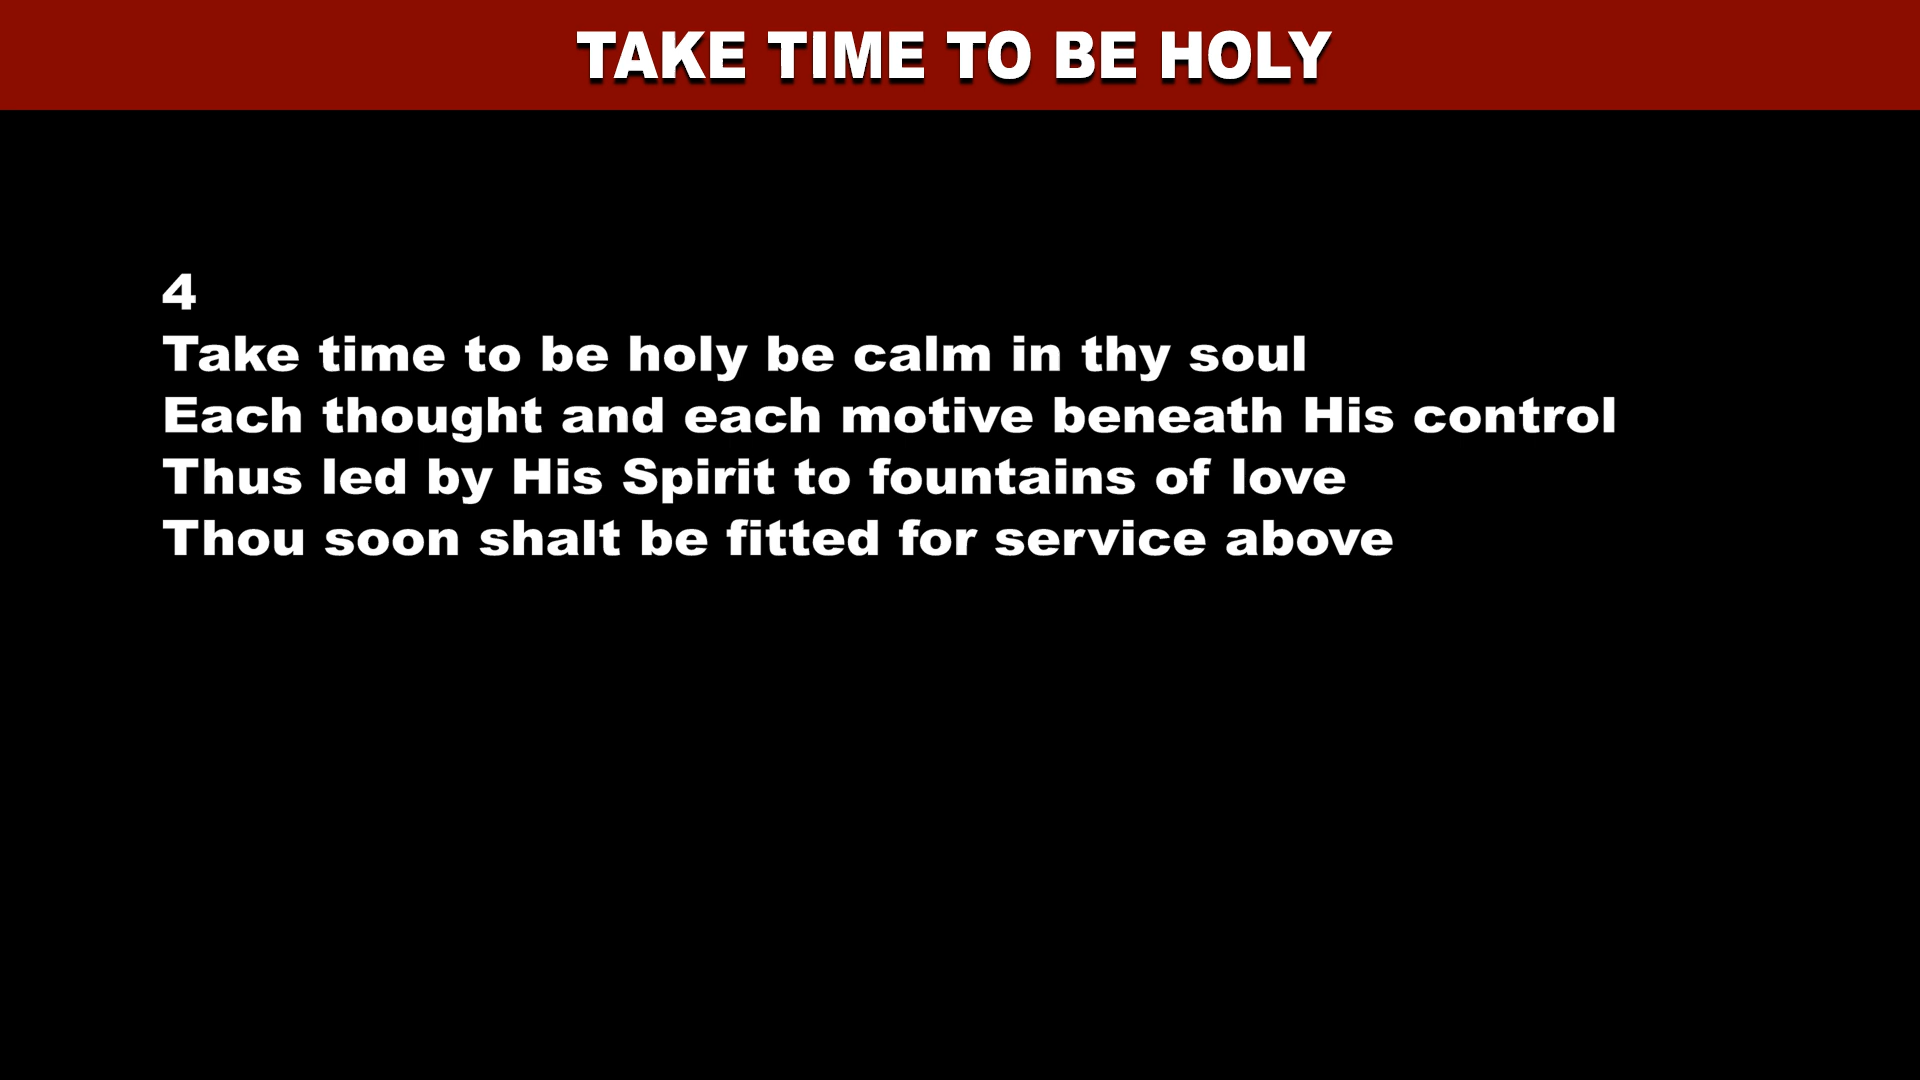 TAKE TIME TO BE HOLY
4
Take time to be holy be calm in thy soul
Each thought and each motive beneath His control
Thus led by His Spirit to fountains of love
Thou soon shalt be fitted for service above